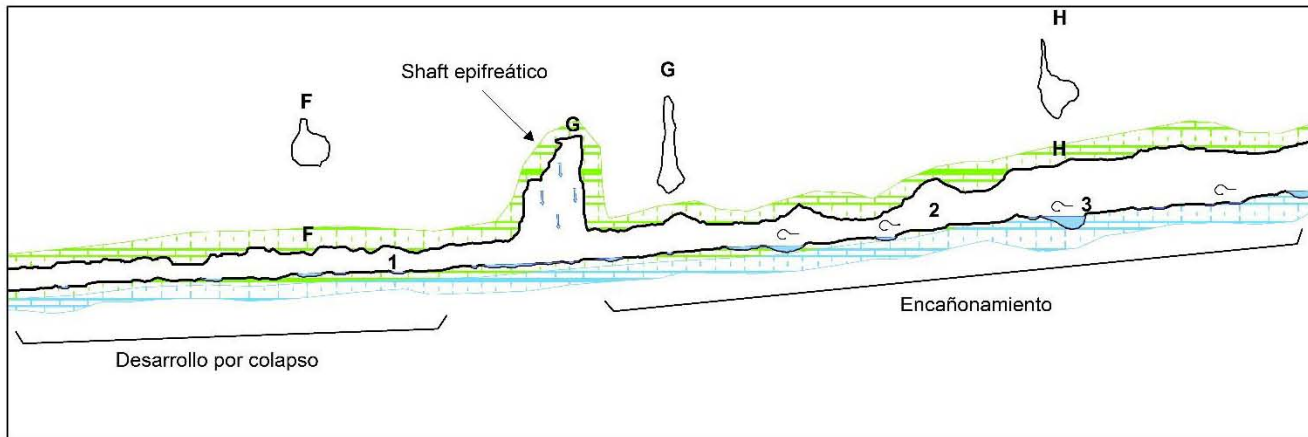 H
Shaft epifreático
G
F
G
H
F
2
3
1
Encañonamiento
Desarrollo por colapso